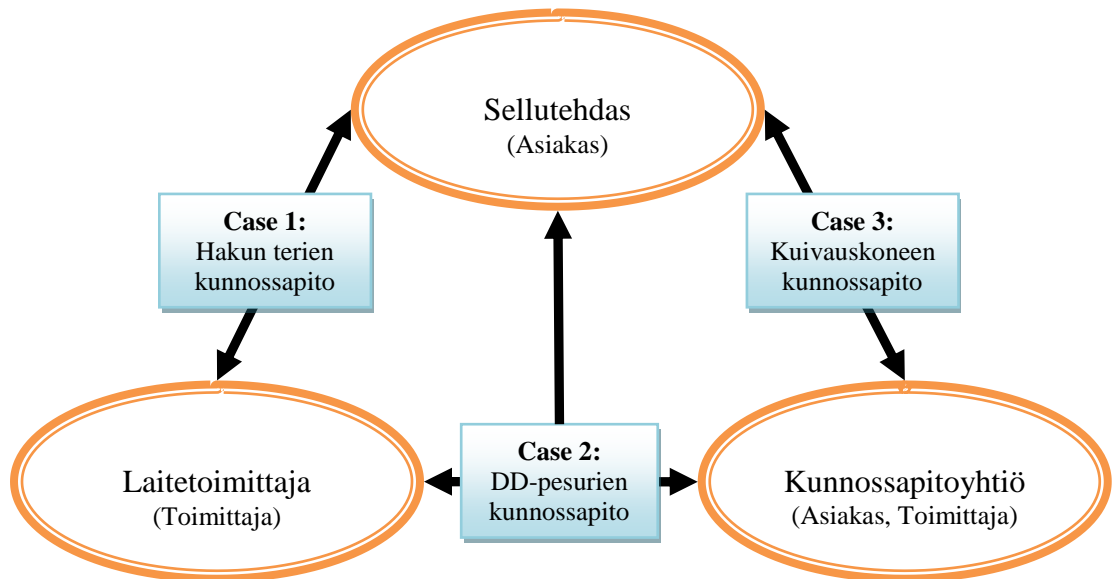 Sellutehdas
(Asiakas)
Case 1:
Hakun terien
kunnossapito
Case 3:
Kuivauskoneen
kunnossapito
Laitetoimittaja
(Toimittaja)
Case 2:
DD-pesurien
kunnossapito
Kunnossapitoyhtiö
(Asiakas, Toimittaja)